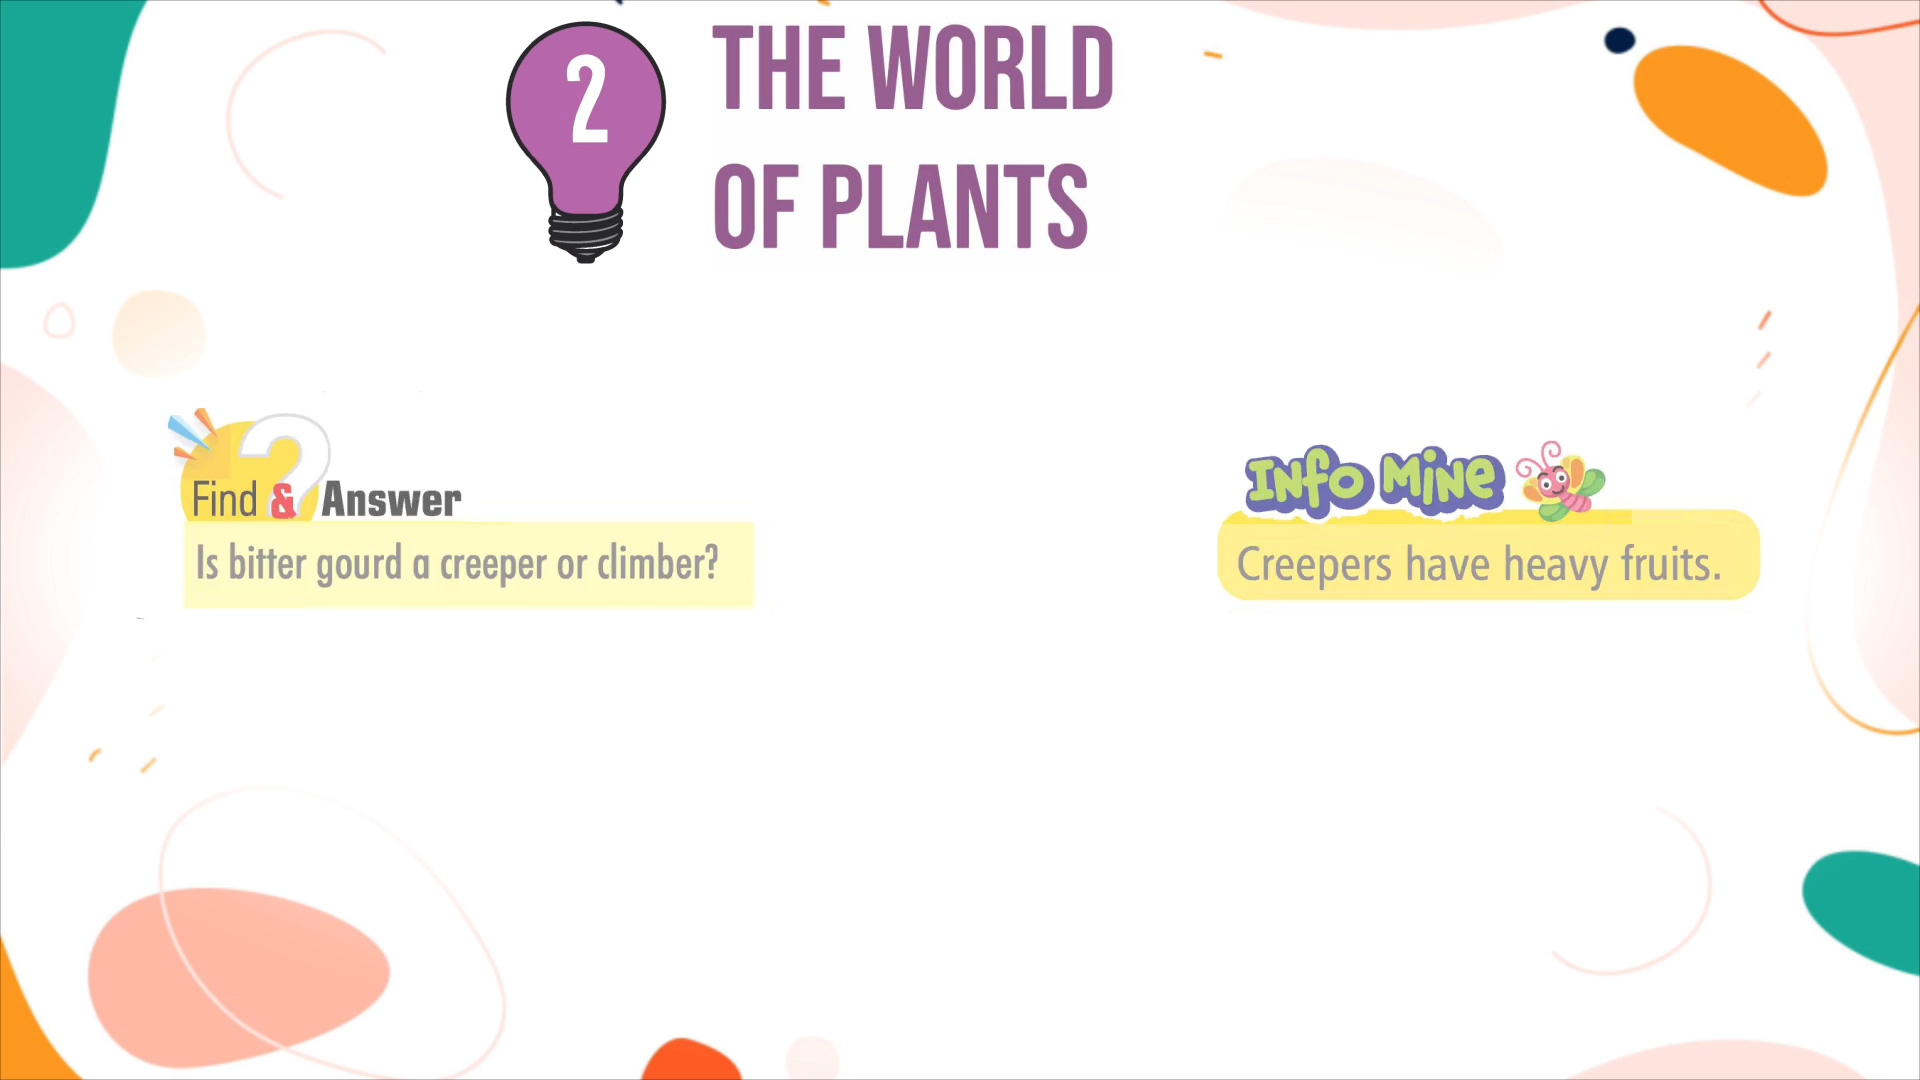 2
THE WORLD
OF PLANTS
Find & Answer
Is bitter gourd a creeper or climber?
Info Mine
Creepers have heavy fruits.